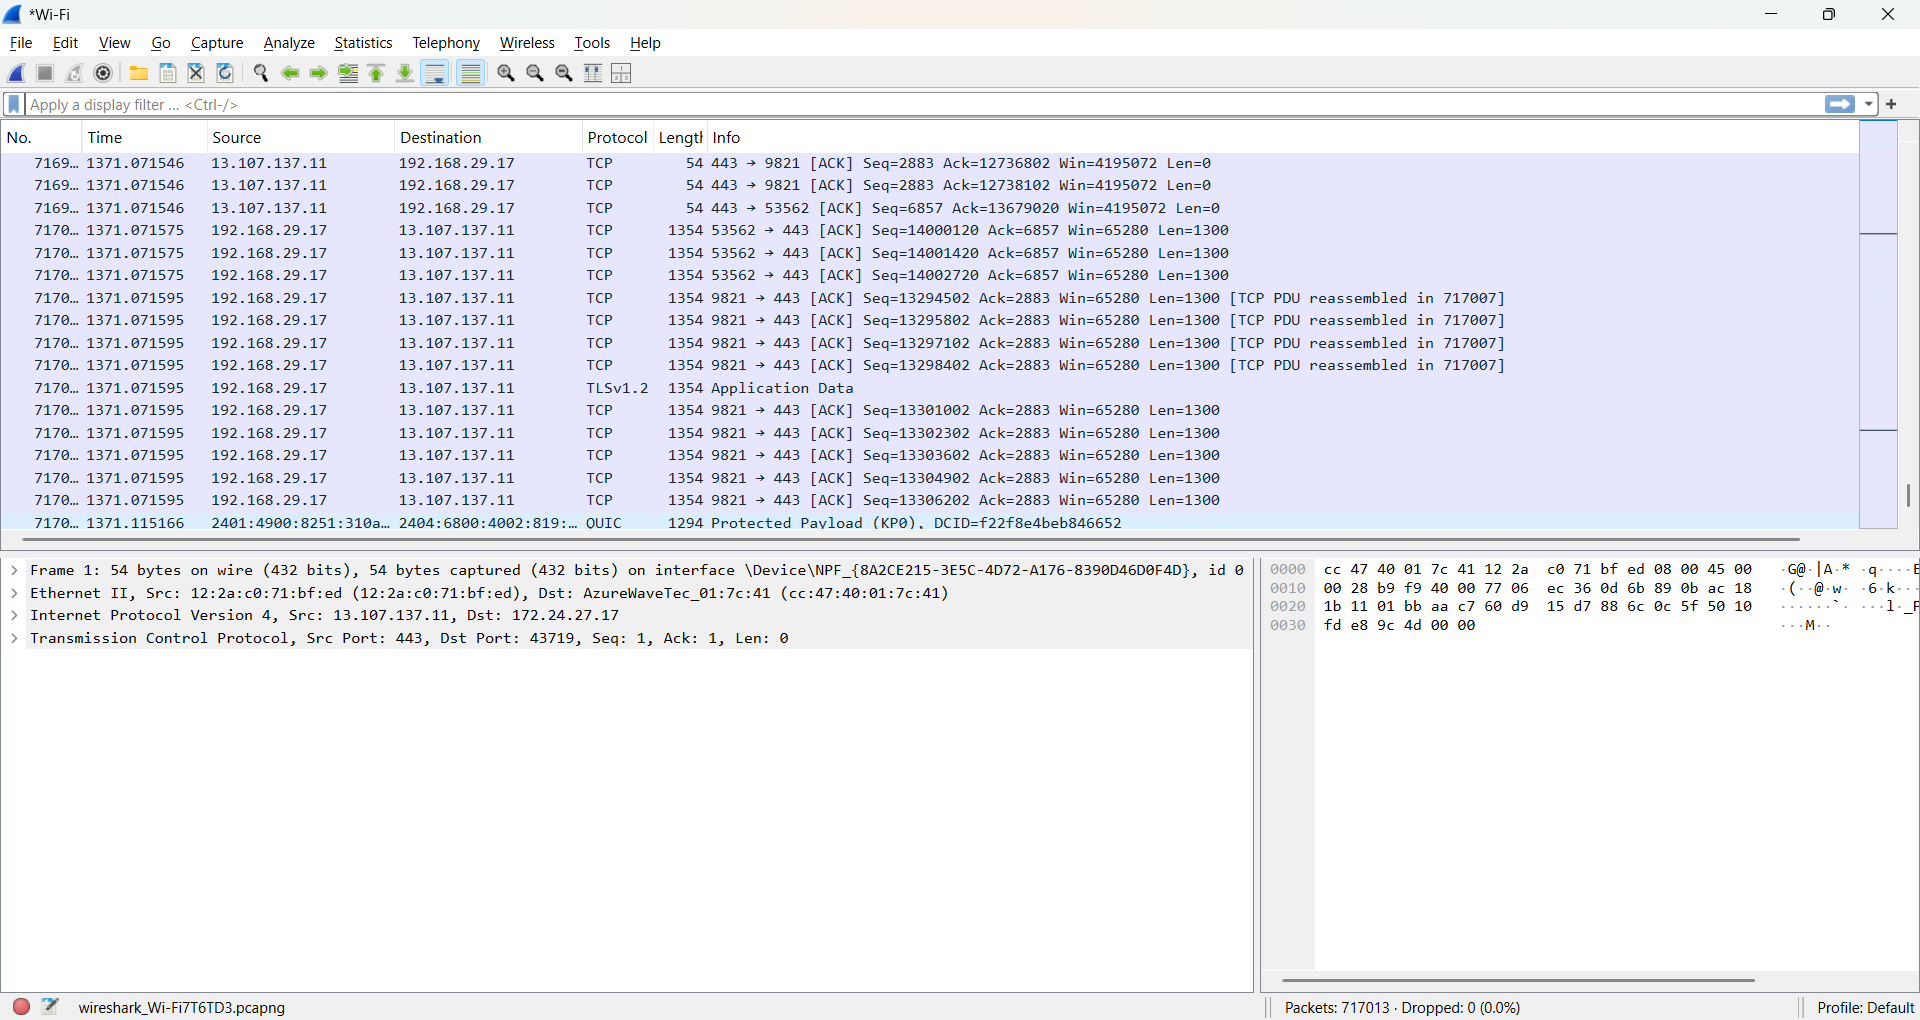 *Wi-Fi
File Edit View Go Capture Analyze Statistics Telephony Wireless Tools Help
Apply a display filter ... <Ctrl-/>
No. Time Source Destination Protocol Length Info
7169… 1371.071546 13.107.137.11 192.168.29.17 TCP 54 443 → 9821 [ACK] Seq=2883 Ack=12736802 Win=4195072 Len=0
7169… 1371.071546 13.107.137.11 192.168.29.17 TCP 54 443 → 9821 [ACK] Seq=2883 Ack=12738102 Win=4195072 Len=0
7169… 1371.071546 13.107.137.11 192.168.29.17 TCP 54 443 → 53562 [ACK] Seq=6857 Ack=13679020 Win=4195072 Len=0
7170… 1371.071575 192.168.29.17 13.107.137.11 TCP 1354 53562 → 443 [ACK] Seq=14000120 Ack=6857 Win=65280 Len=1300
7170… 1371.071575 192.168.29.17 13.107.137.11 TCP 1354 53562 → 443 [ACK] Seq=14001420 Ack=6857 Win=65280 Len=1300
7170… 1371.071575 192.168.29.17 13.107.137.11 TCP 1354 53562 → 443 [ACK] Seq=14002720 Ack=6857 Win=65280 Len=1300
7170… 1371.071595 192.168.29.17 13.107.137.11 TCP 1354 9821 → 443 [ACK] Seq=13294502 Ack=2883 Win=65280 Len=1300 [TCP PDU reassembled in 717007]
7170… 1371.071595 192.168.29.17 13.107.137.11 TCP 1354 9821 → 443 [ACK] Seq=13295802 Ack=2883 Win=65280 Len=1300 [TCP PDU reassembled in 717007]
7170… 1371.071595 192.168.29.17 13.107.137.11 TCP 1354 9821 → 443 [ACK] Seq=13297102 Ack=2883 Win=65280 Len=1300 [TCP PDU reassembled in 717007]
7170… 1371.071595 192.168.29.17 13.107.137.11 TCP 1354 9821 → 443 [ACK] Seq=13298402 Ack=2883 Win=65280 Len=1300 [TCP PDU reassembled in 717007]
7170… 1371.071595 192.168.29.17 13.107.137.11 TLSv1.2 1354 Application Data
7170… 1371.071595 192.168.29.17 13.107.137.11 TCP 1354 9821 → 443 [ACK] Seq=13301002 Ack=2883 Win=65280 Len=1300
7170… 1371.071595 192.168.29.17 13.107.137.11 TCP 1354 9821 → 443 [ACK] Seq=13302302 Ack=2883 Win=65280 Len=1300
7170… 1371.071595 192.168.29.17 13.107.137.11 TCP 1354 9821 → 443 [ACK] Seq=13303602 Ack=2883 Win=65280 Len=1300
7170… 1371.071595 192.168.29.17 13.107.137.11 TCP 1354 9821 → 443 [ACK] Seq=13304902 Ack=2883 Win=65280 Len=1300
7170… 1371.071595 192.168.29.17 13.107.137.11 TCP 1354 9821 → 443 [ACK] Seq=13306202 Ack=2883 Win=65280 Len=1300
7170… 1371.115166 2401:4900:8251:310a… 2404:6800:4002:819:… QUIC 1294 Protected Payload (KP0), DCID=f22f8e4beb846652
Frame 1: 54 bytes on wire (432 bits), 54 bytes captured (432 bits) on interface \Device\NPF_{8A2CE215-3E5C-4D72-A176-8390D46D0F4D}, id 0
Ethernet II, Src: 12:2a:c0:71:bf:ed (12:2a:c0:71:bf:ed), Dst: AzureWaveTec_01:7c:41 (cc:47:40:01:7c:41)
Internet Protocol Version 4, Src: 13.107.137.11, Dst: 172.24.27.17
Transmission Control Protocol, Src Port: 443, Dst Port: 43719, Seq: 1, Ack: 1, Len: 0
0000 cc 47 40 01 7c 41 12 2a c0 71 bf ed 08 00 45 00 ·G@·|A·* ·q····E
0010 00 28 b9 f9 40 00 77 06 ec 36 0d 6b 89 0b ac 18 ·(··@·w· ·6·k···
0020 1b 11 01 bb aa c7 60 d9 15 d7 88 6c 0c 5f 50 10 ······`· ···l·_P
0030 fd e8 9c 4d 00 00 ···M··
wireshark_Wi-Fi7T6TD3.pcapng
Packets: 717013 · Dropped: 0 (0.0%)
Profile: Default